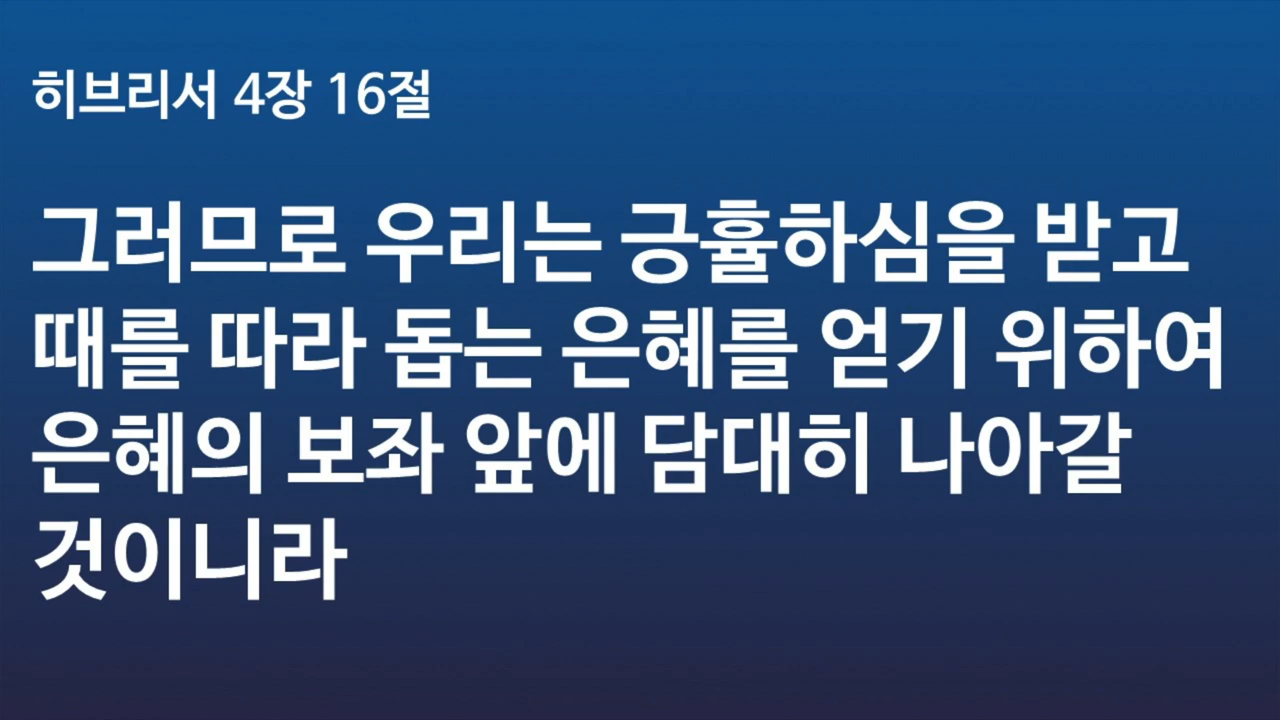 히브리서 4장 16절
그러므로 우리는 긍휼하심을 받고
때를 따라 돕는 은혜를 얻기 위하여
은혜의 보좌 앞에 담대히 나아갈
것이니라